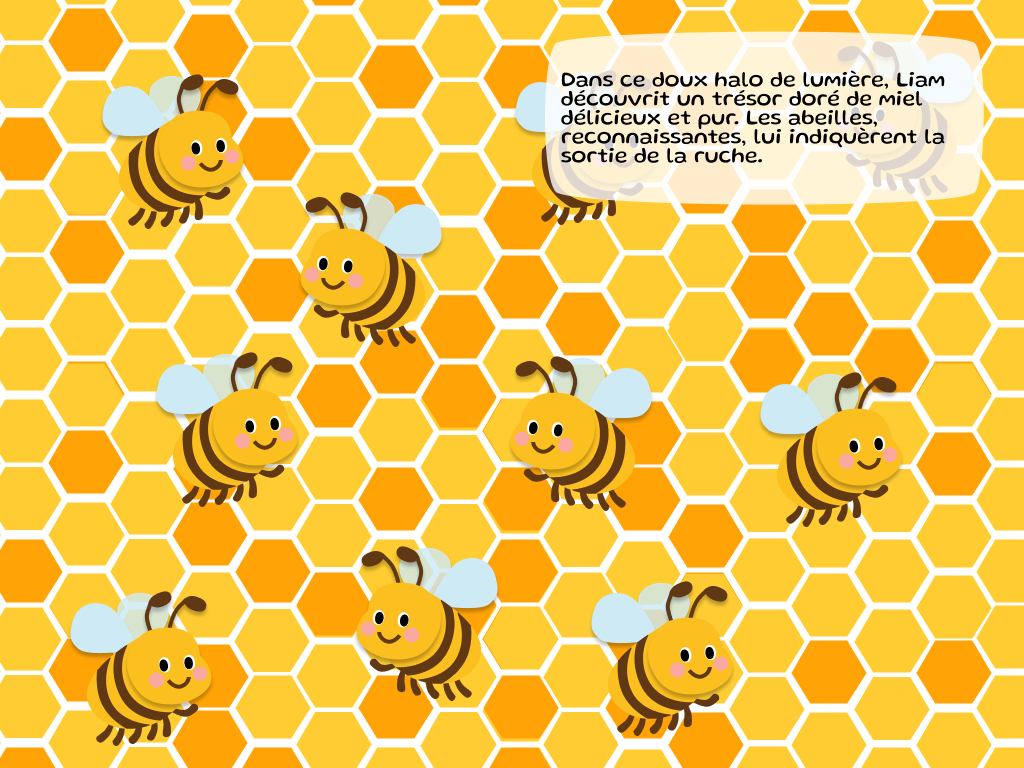 Dans ce doux halo de lumière, Liam
découvrit un trésor doré de miel
délicieux et pur. Les abeilles,
reconnaissantes, lui indiquèrent la
sortie de la ruche.